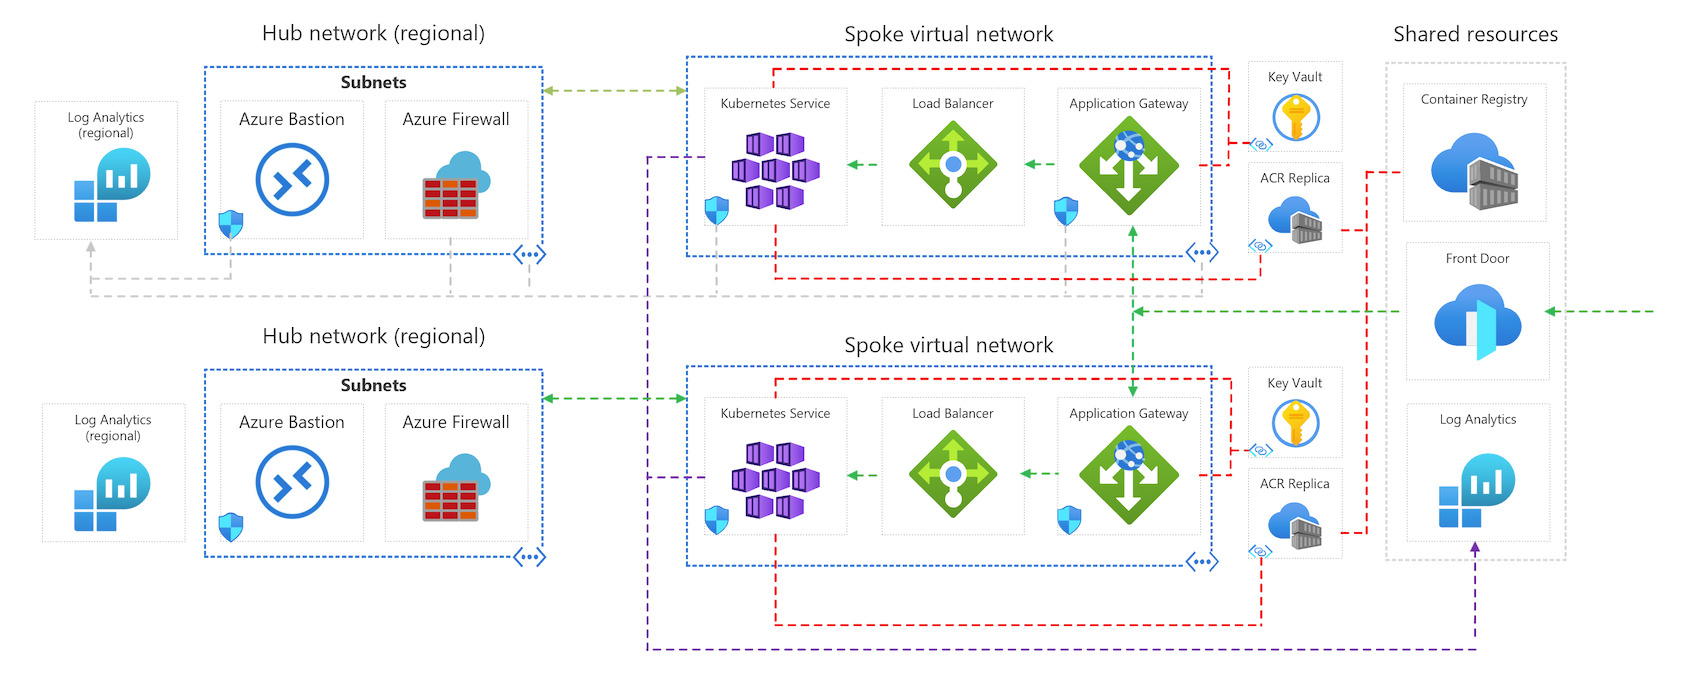 Hub network (regional)
Spoke virtual network
Shared resources
Subnets
Log Analytics
(regional)
Azure Bastion
Azure Firewall
Kubernetes Service
Load Balancer
Application Gateway
Key Vault
ACR Replica
Container Registry
Front Door
Hub network (regional)
Spoke virtual network
Subnets
Log Analytics
(regional)
Azure Bastion
Azure Firewall
Kubernetes Service
Load Balancer
Application Gateway
Key Vault
ACR Replica
Log Analytics